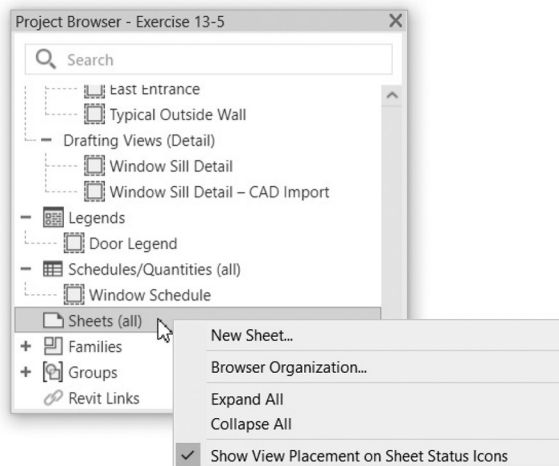 Project Browser - Exercise 13-5
Search
East Entrance
Typical Outside Wall
Drafting Views (Detail)
Window Sill Detail
Window Sill Detail – CAD Import
Legends
Door Legend
Schedules/Quantities (all)
Window Schedule
Sheets (all)
New Sheet...
Families
Browser Organization...
Groups
Expand All
Revit Links
Collapse All
Show View Placement on Sheet Status Icons